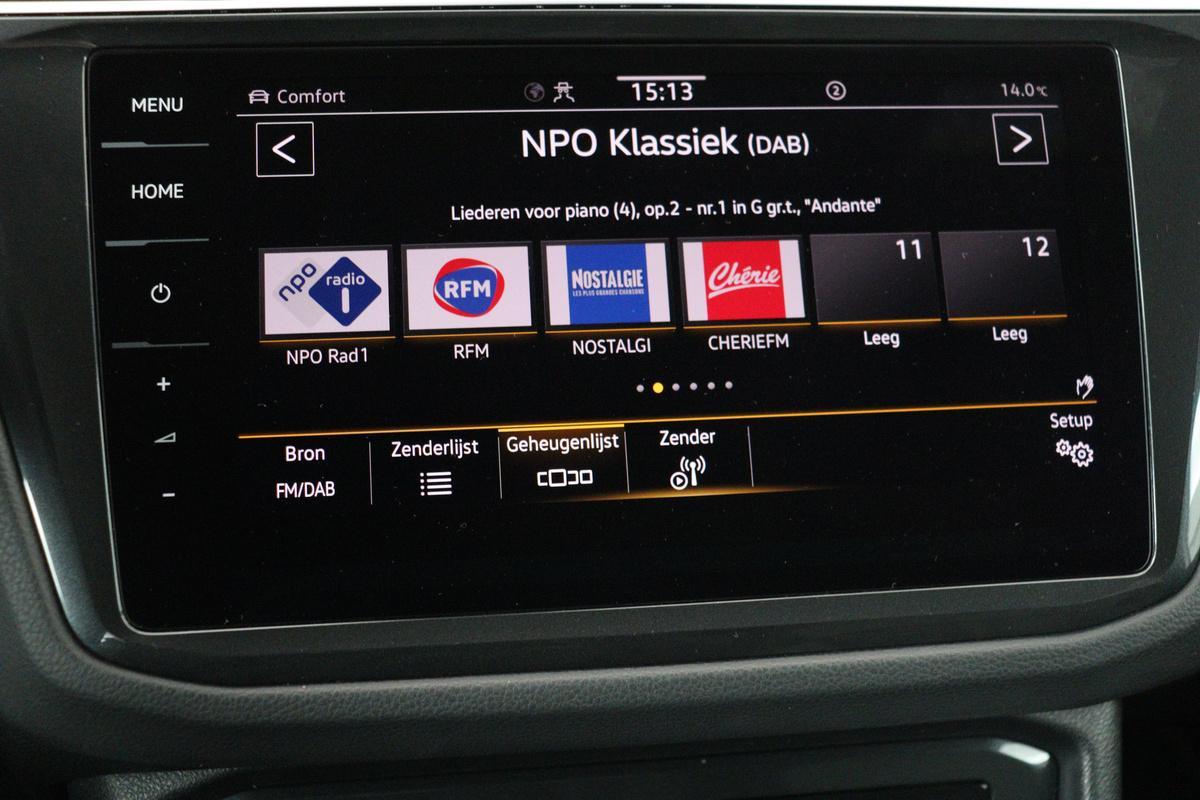 MENU
HOME
+
-
Comfort
15:13
2
14.0°C
<
NPO Klassiek (DAB)
>
Liederen voor piano (4), op.2 - nr.1 in G gr.t., "Andante"
npo radio 1
RFM
NOSTALGIE
LES PLUS GRANDES CHANSONS
Chérie
11
12
NPO Rad1
RFM
NOSTALGI
CHERIEFM
Leeg
Leeg
Bron
FM/DAB
Zenderlijst
Geheugenlijst
Zender
Setup